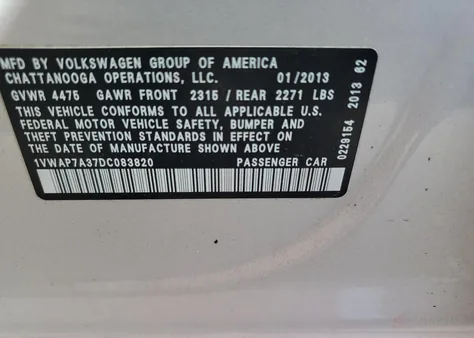 MFD BY VOLKSWAGEN GROUP OF AMERICA
CHATTANOOGA OPERATIONS, LLC. 01/2013
GVWR 4475 GAWR FRONT 2315 / REAR 2271 LBS
THIS VEHICLE CONFORMS TO ALL APPLICABLE U.S.
FEDERAL MOTOR VEHICLE SAFETY, BUMPER AND
THEFT PREVENTION STANDARDS IN EFFECT ON
THE DATE OF MANUFACTURE SHOWN ABOVE
1VWAP7A37DC083820 PASSENGER CAR
0229154 2013 62